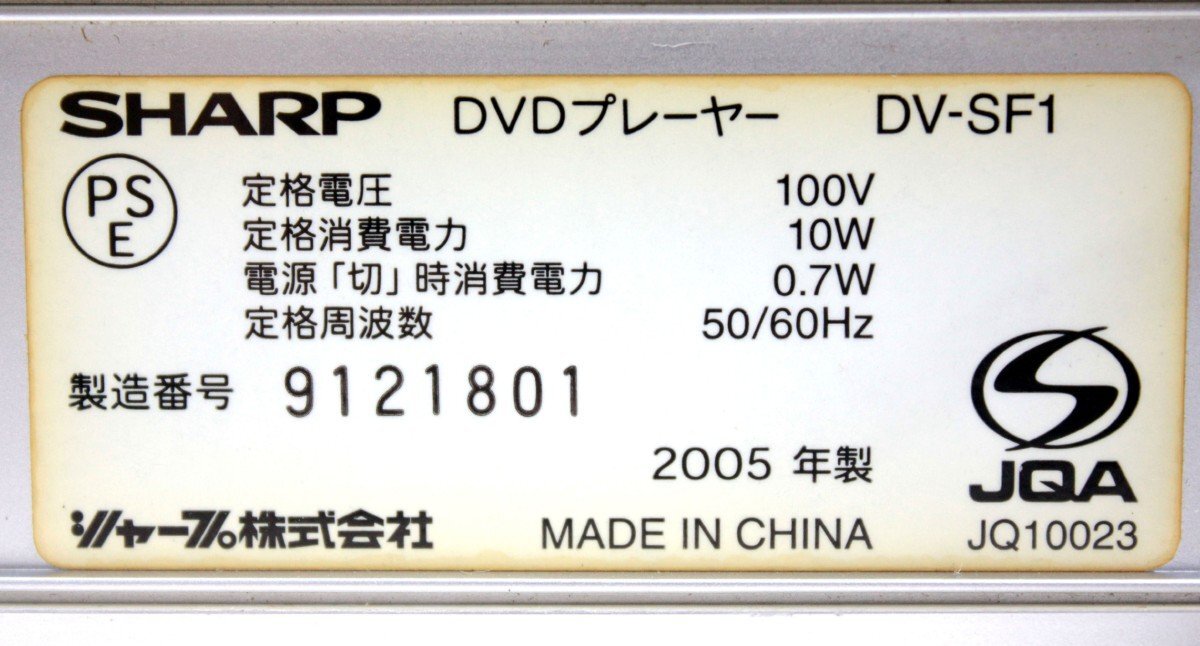 SHARP DVDプレーヤー DV-SF1
PS
E
定格電圧 100V
定格消費電力 10W
電源「切」時消費電力 0.7W
定格周波数 50/60Hz
製造番号 9121801
2005 年製
JQA
シャープ株式会社 MADE IN CHINA JQ10023